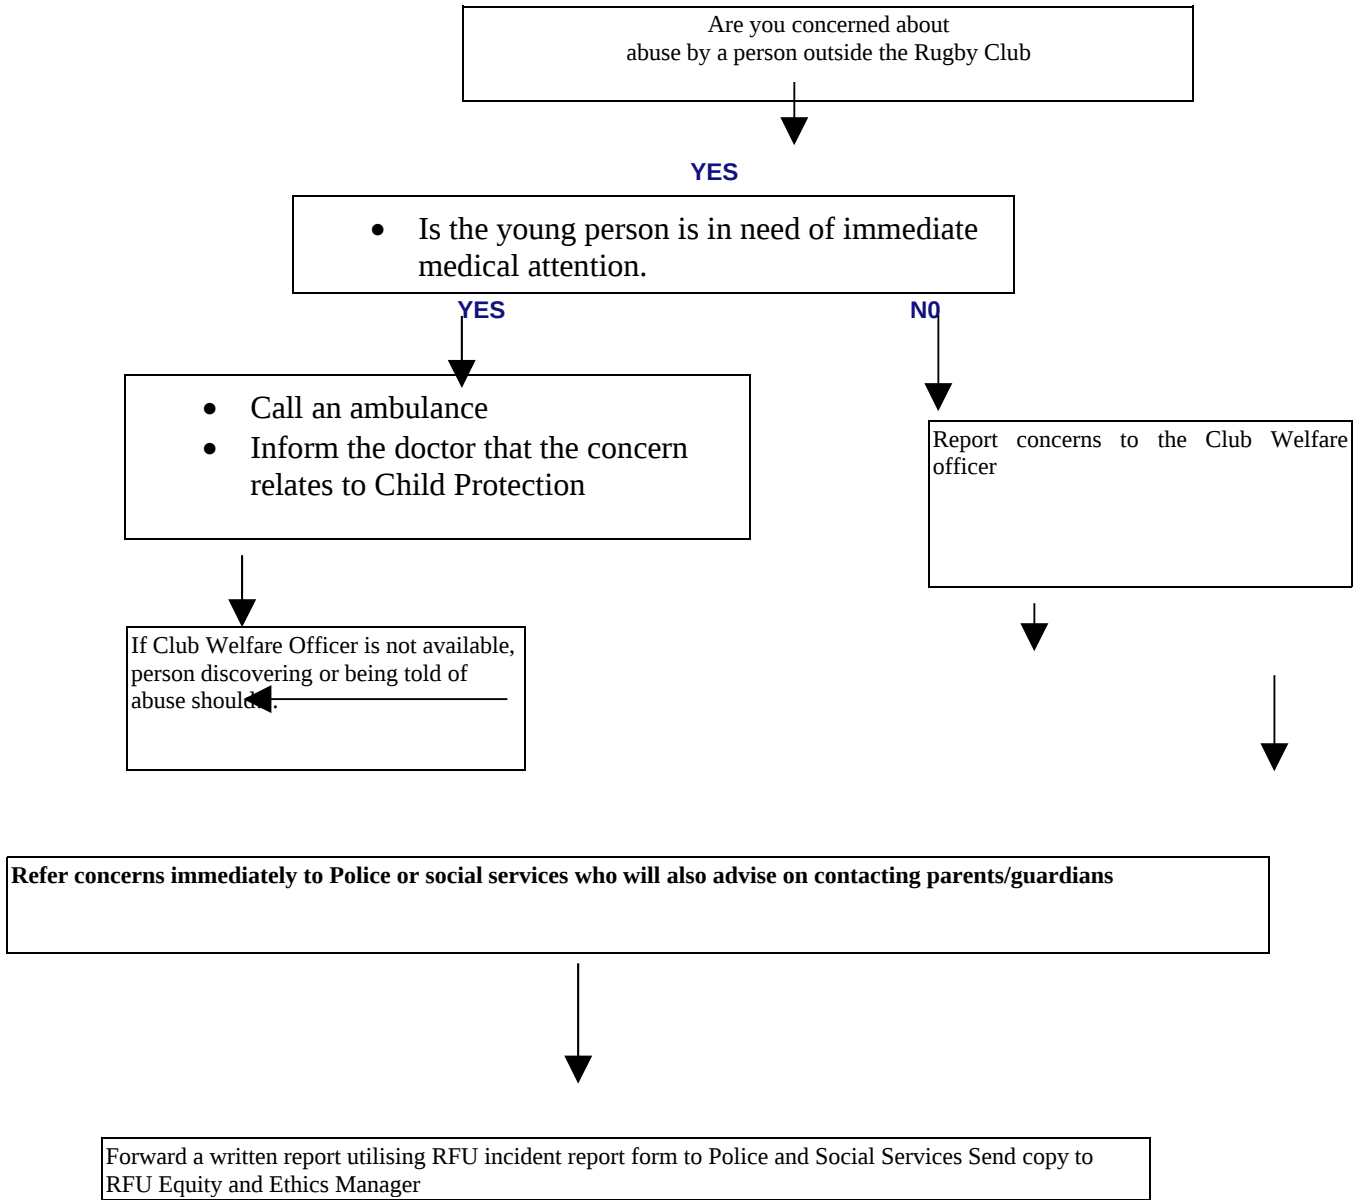 Are you concerned about
abuse by a person outside the Rugby Club
YES
• Is the young person is in need of immediate
medical attention.
YES
N0
• Call an ambulance
• Inform the doctor that the concern
relates to Child Protection
Report concerns to the Club Welfare
officer
If Club Welfare Officer is not available,
person discovering or being told of
abuse should
Refer concerns immediately to Police or social services who will also advise on contacting parents/guardians
Forward a written report utilising RFU incident report form to Police and Social Services Send copy to
RFU Equity and Ethics Manager